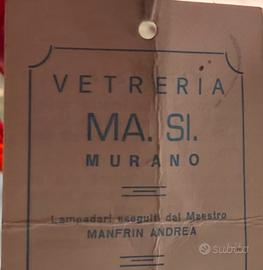 VETRERIA
MA. SI.
MURANO
Lampadari eseguiti dal Maestro
MANFRIN ANDREA
subito